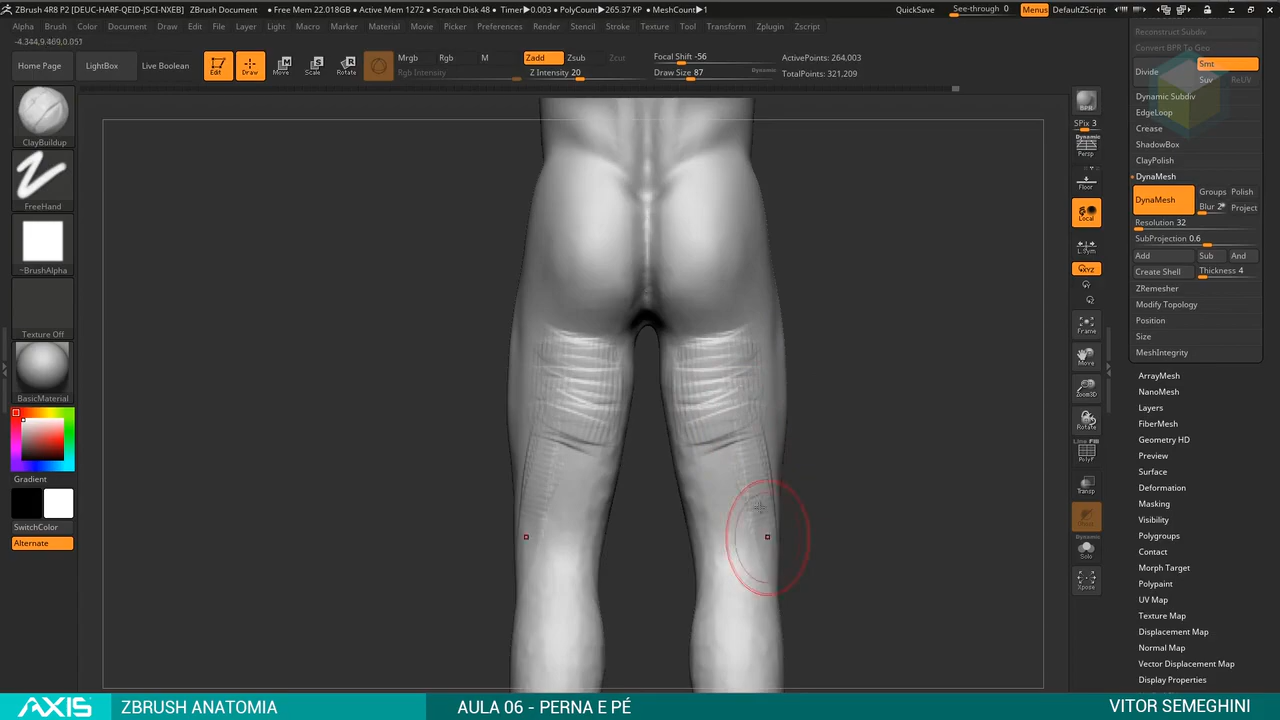 ZBrush 4R8 P2 [DEUC-HARF-QEID-JSCI-NXEB] ZBrush Document • Free Mem 22.018GB • Active Mem 1272 • Scratch Disk 48 • Timer▶0.003 • PolyCount▶265.37 KP • MeshCount▶1 QuickSave See-through 0 Menus DefaultZScript
Alpha Brush Color Document Draw Edit File Layer Light Macro Marker Material Movie Picker Preferences Render Stencil Stroke Texture Tool Transform Zplugin Zscript
-4.344,9.469,0.051
Home Page LightBox Live Boolean
Edit Draw Move Scale Rotate
Mrgb Rgb M
Rgb Intensity
Zadd Zsub Zcut
Z Intensity 20
Focal Shift -56
Draw Size 87 Dynamic
ActivePoints: 264,003
TotalPoints: 321,209
ClayBuildup
FreeHand
~BrushAlpha
Texture Off
BasicMaterial
Gradient
SwitchColor
Alternate
BPR
SPix 3
Dynamic
Persp
Floor
Local
L.Sym
XYZ
Frame
Move
Zoom3D
Rotate
Line Fill
PolyF
Transp
Dynamic
Solo
Xpose
Reconstruct Subdiv
Convert BPR To Geo
Divide Smt
Suv ReUV
Dynamic Subdiv
EdgeLoop
Crease
ShadowBox
ClayPolish
DynaMesh
DynaMesh Groups Polish
Blur 2 Project
Resolution 32
SubProjection 0.6
Add Sub And
Create Shell Thickness 4
ZRemesher
Modify Topology
Position
Size
MeshIntegrity
ArrayMesh
NanoMesh
Layers
FiberMesh
Geometry HD
Preview
Surface
Deformation
Masking
Visibility
Polygroups
Contact
Morph Target
Polypaint
UV Map
Texture Map
Displacement Map
Normal Map
Vector Displacement Map
Display Properties
AXIS ZBRUSH ANATOMIA AULA 06 - PERNA E PÉ VITOR SEMEGHINI